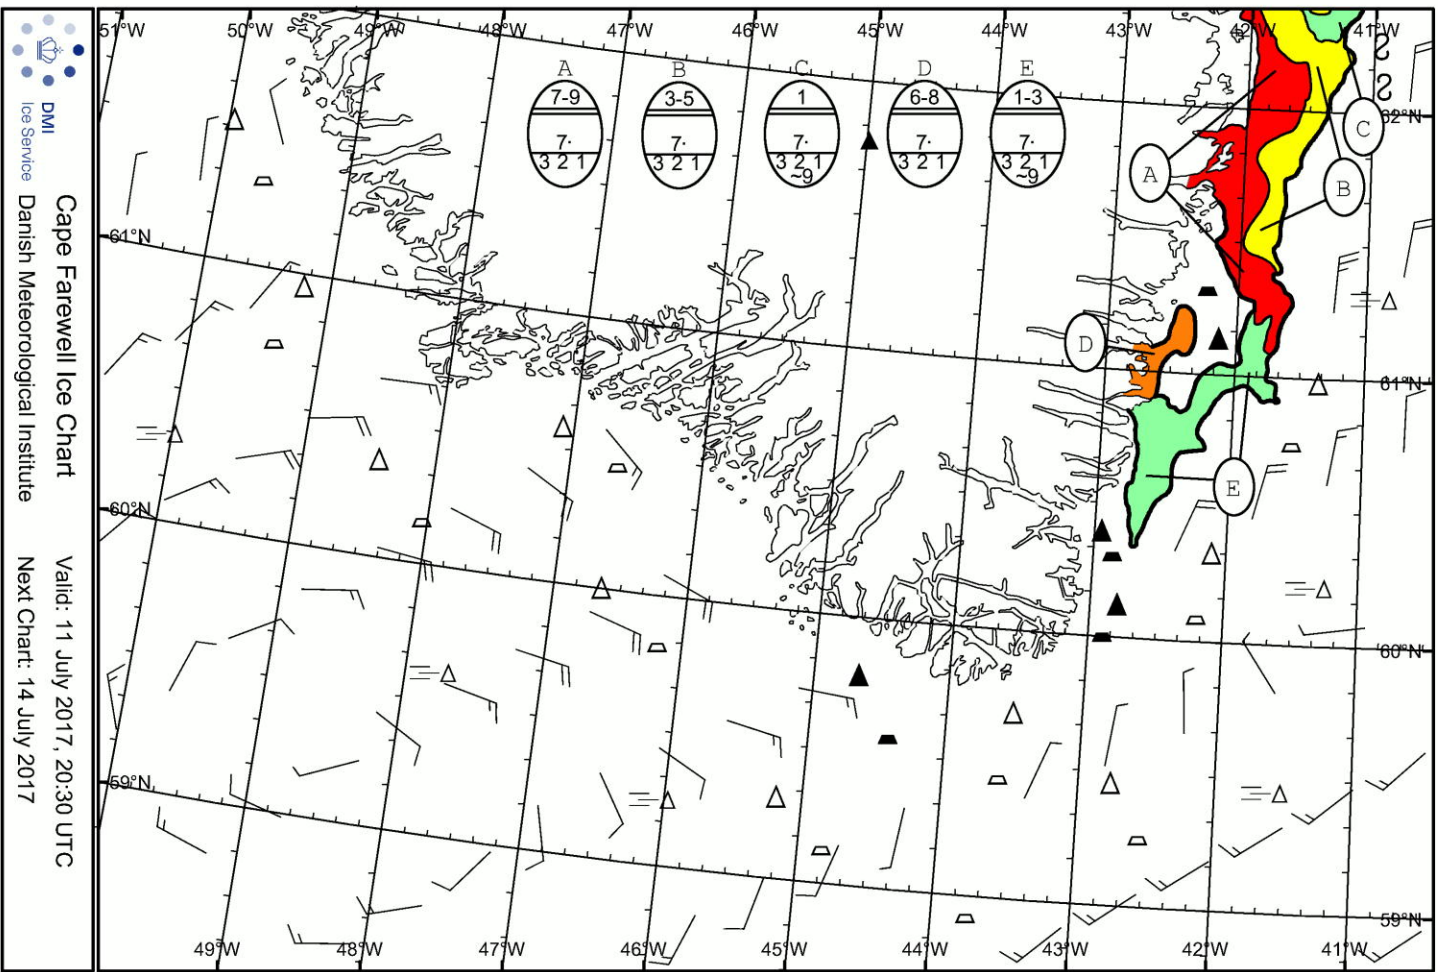 DMI
Ice Service
Cape Farewell Ice Chart
Danish Meteorological Institute
Valid: 11 July 2017, 20:30 UTC
Next Chart: 14 July 2017
51°W 50°W 49°W 48°W 47°W 46°W 45°W 44°W 43°W 42°W 41°W
A B C D E
7-9 3-5 1 6-8 1-3
7· 7· 7· 7· 7·
3 2 1 3 2 1 3 2 1 3 2 1 3 2 1
~9 ~9
62°W
C
A
B
61°N
D
61°N
E
60°N
60°N
59°N
59°N
49°W 48°W 47°W 46°W 45°W 44°W 43°W 42°W 41°W